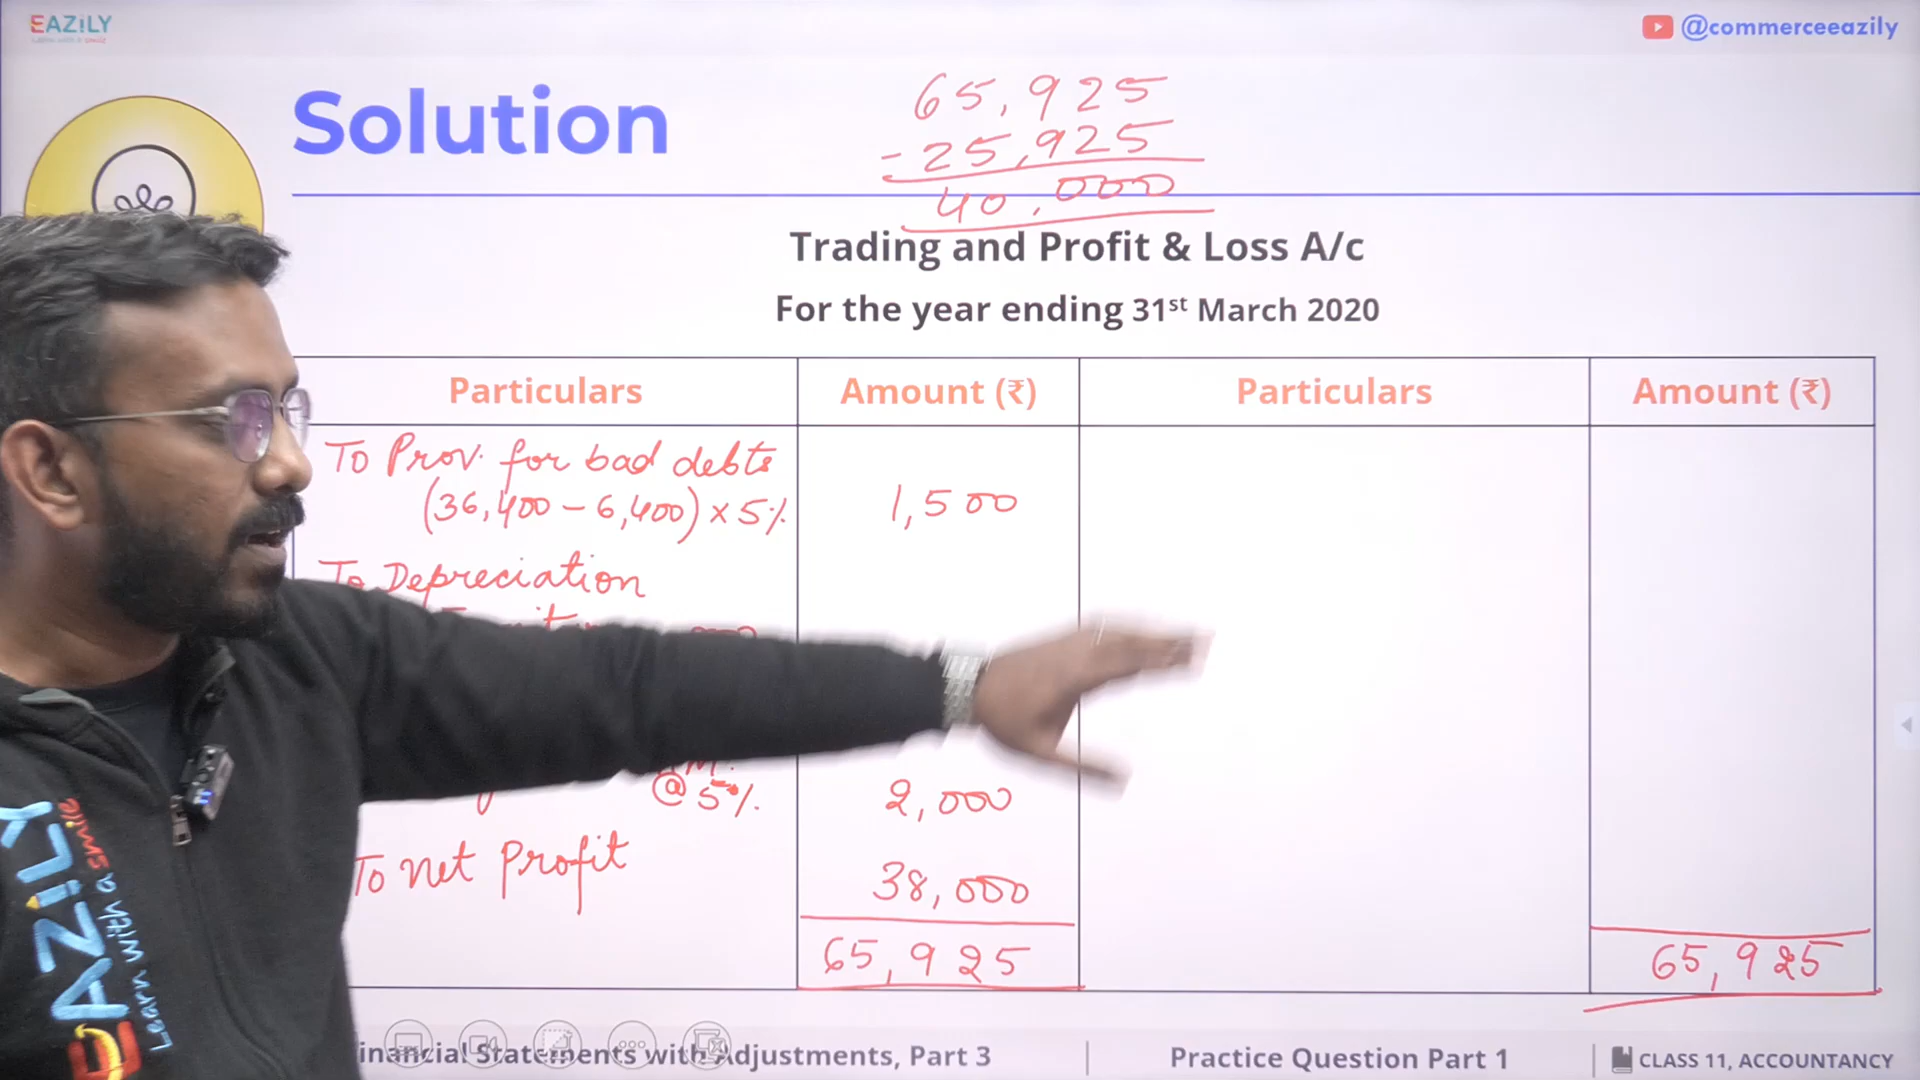 EAZiLY
@commerceeazily
Solution
65,925
- 25,925
40,000
Trading and Profit & Loss A/c
For the year ending 31st March 2020
Particulars Amount (₹) Particulars Amount (₹)
To Prov. for bad debts
(36,400 - 6,400) × 5% 1,500
To Depreciation
@ 5% 2,000
To Net Profit 38,000
65,925 65,925
EAZiLY
Learn with a smile
inancial Statements with Adjustments, Part 3 | Practice Question Part 1 | CLASS 11, ACCOUNTANCY